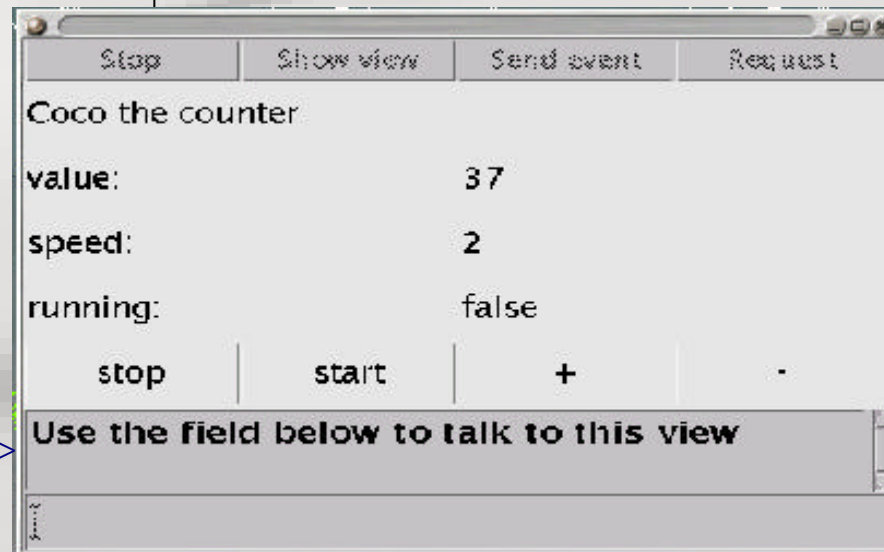 Stop Show view Send event Request
Coco the counter
value: 37
speed: 2
running: false
stop start + -
Use the field below to talk to this view
>